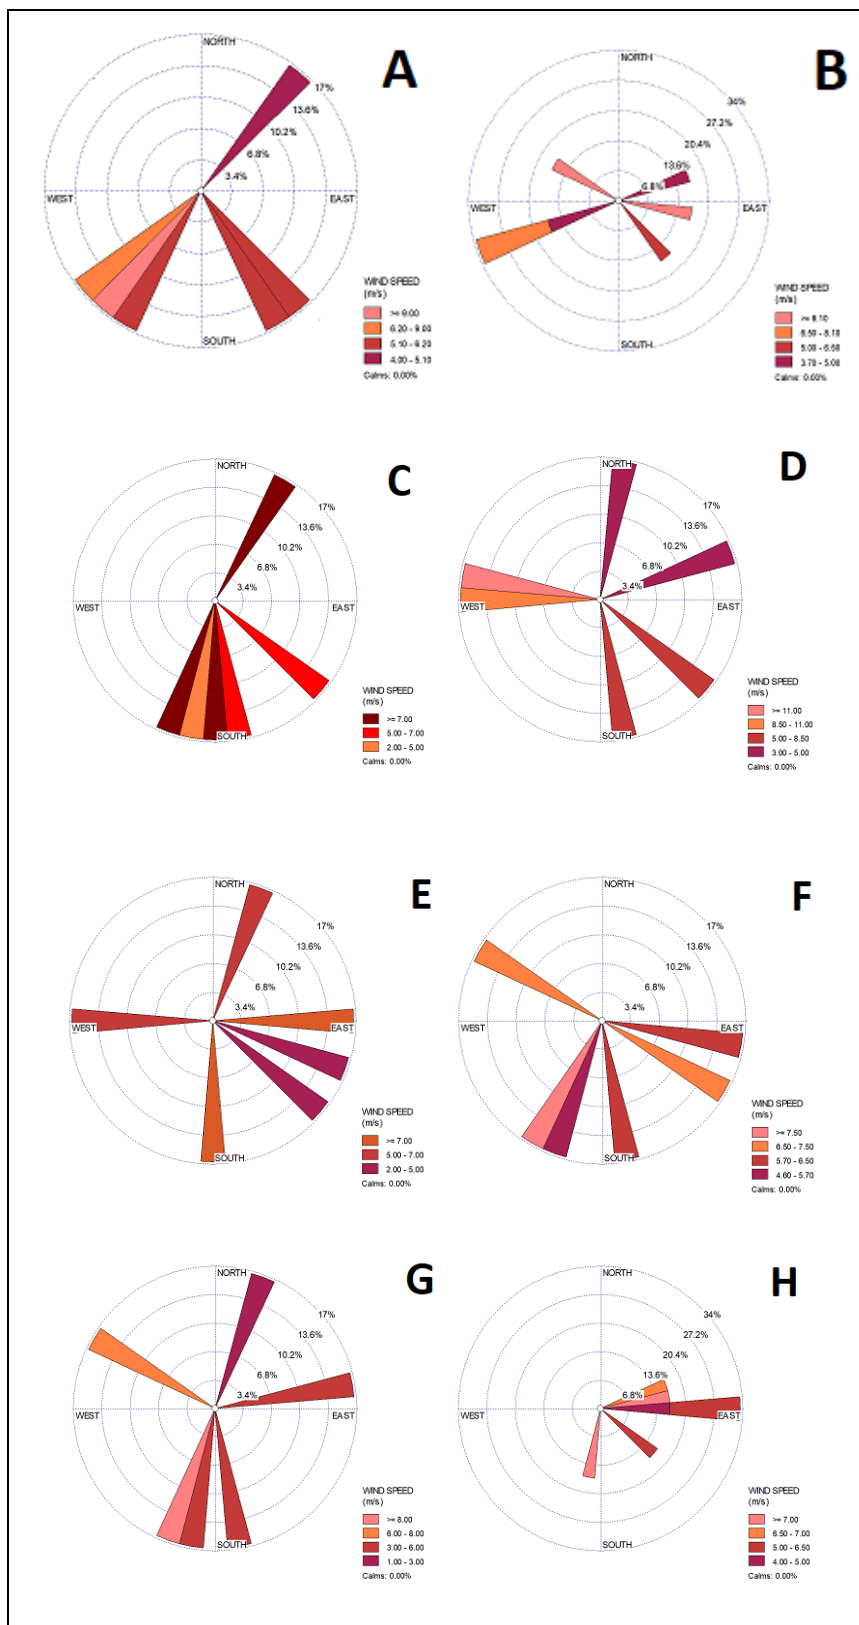 A
NORTH
17%
13.6%
10.2%
6.8%
3.4%
WEST
EAST
SOUTH
WIND SPEED
(m/s)
>= 9.00
6.20 - 9.00
5.10 - 6.20
4.00 - 5.10
Calms: 0.00%
B
NORTH
34%
27.2%
20.4%
13.6%
6.8%
WEST
EAST
SOUTH
WIND SPEED
(m/s)
>= 8.10
6.50 - 8.10
5.00 - 6.50
3.70 - 5.00
Calms: 0.00%
C
NORTH
17%
13.6%
10.2%
6.8%
3.4%
WEST
EAST
SOUTH
WIND SPEED
(m/s)
>= 7.00
5.00 - 7.00
2.00 - 5.00
Calms: 0.00%
D
NORTH
17%
13.6%
10.2%
6.8%
3.4%
WEST
EAST
SOUTH
WIND SPEED
(m/s)
>= 11.00
8.50 - 11.00
5.00 - 8.50
3.00 - 5.00
Calms: 0.00%
E
NORTH
17%
13.6%
10.2%
6.8%
3.4%
WEST
EAST
SOUTH
WIND SPEED
(m/s)
>= 7.00
5.00 - 7.00
2.00 - 5.00
Calms: 0.00%
F
NORTH
17%
13.6%
10.2%
6.8%
3.4%
WEST
EAST
SOUTH
WIND SPEED
(m/s)
>= 7.50
6.50 - 7.50
5.70 - 6.50
4.60 - 5.70
Calms: 0.00%
G
NORTH
17%
13.6%
10.2%
6.8%
3.4%
WEST
EAST
SOUTH
WIND SPEED
(m/s)
>= 8.00
6.00 - 8.00
3.00 - 6.00
1.00 - 3.00
Calms: 0.00%
H
NORTH
34%
27.2%
20.4%
13.6%
6.8%
WEST
EAST
SOUTH
WIND SPEED
(m/s)
>= 7.00
6.50 - 7.00
5.00 - 6.50
4.00 - 5.00
Calms: 0.00%